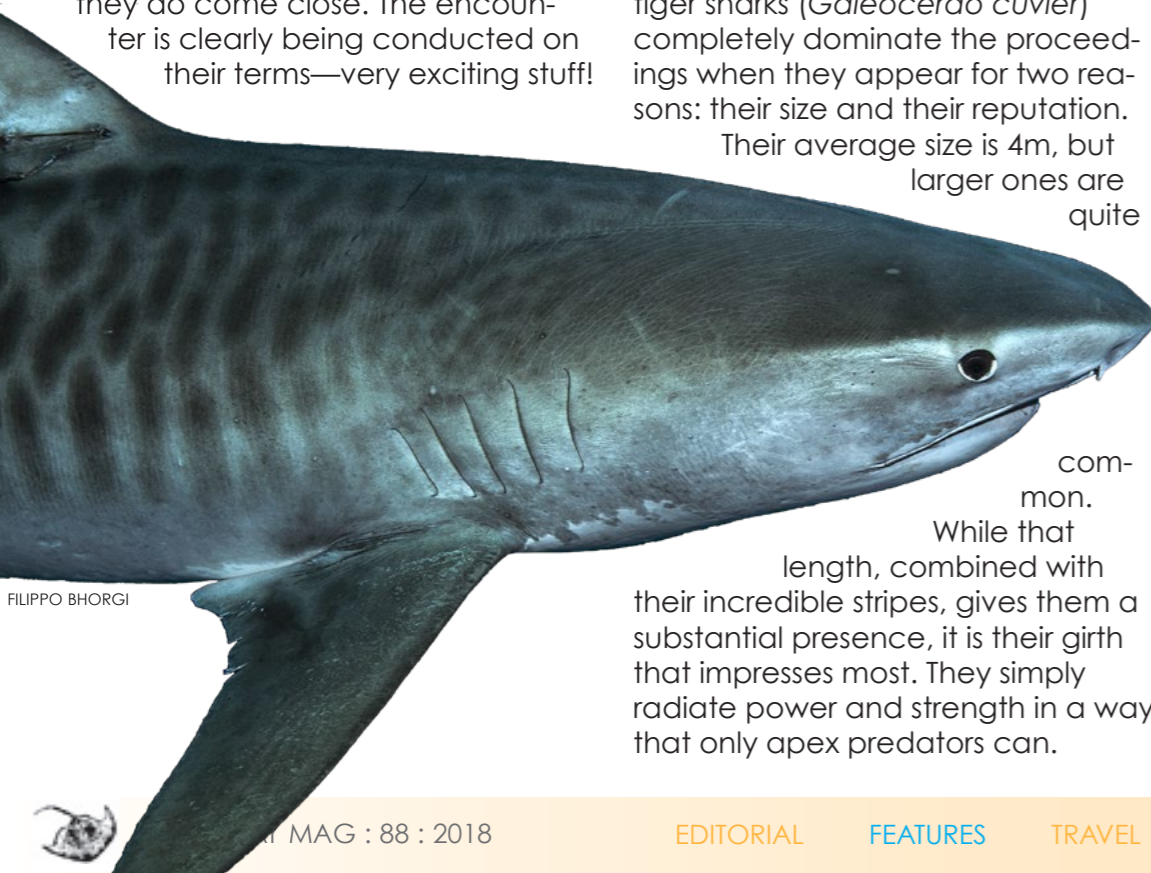 they do come close. The encoun-
ter is clearly being conducted on
their terms—very exciting stuff!
tiger sharks (Galeocerdo cuvier)
completely dominate the proceed-
ings when they appear for two rea-
sons: their size and their reputation.
Their average size is 4m, but
larger ones are
quite
com-
mon.
While that
length, combined with
their incredible stripes, gives them a
substantial presence, it is their girth
that impresses most. They simply
radiate power and strength in a way
that only apex predators can.
FILIPPO BHORGI
MAG : 88 : 2018
EDITORIAL FEATURES TRAVEL